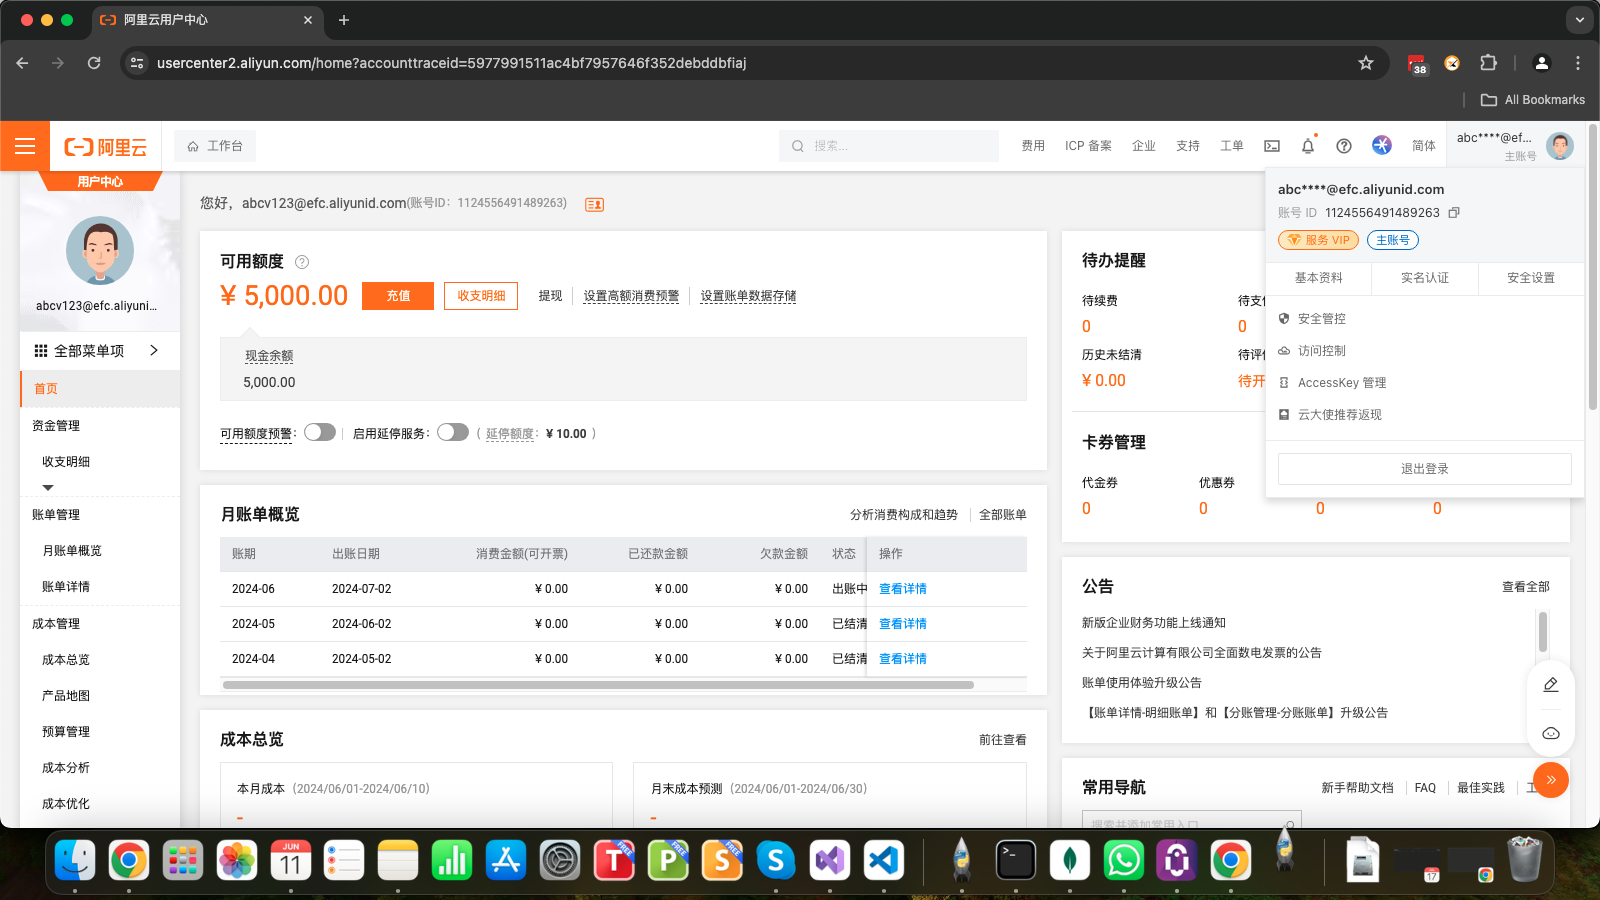 阿里云用户中心
usercenter2.aliyun.com/home?accounttraceid=5977991511ac4bf7957646f352debddbfiaj
38
All Bookmarks
阿里云
工作台
搜索...
费用
ICP 备案
企业
支持
工单
简体
abc****@ef...
主账号
用户中心
abcv123@efc.aliyuni...
全部菜单项
首页
资金管理
收支明细
账单管理
月账单概览
账单详情
成本管理
成本总览
产品地图
预算管理
成本分析
成本优化
您好，abcv123@efc.aliyunid.com(账号ID：1124556491489263)
可用额度
¥ 5,000.00
充值
收支明细
提现
设置高额消费预警
设置账单数据存储
现金余额
5,000.00
可用额度预警：
启用延停服务：
( 延停额度： ¥ 10.00 )
月账单概览
分析消费构成和趋势
全部账单
账期 出账日期 消费金额(可开票) 已还款金额 欠款金额 状态 操作
2024-06 2024-07-02 ¥ 0.00 ¥ 0.00 ¥ 0.00 出账中 查看详情
2024-05 2024-06-02 ¥ 0.00 ¥ 0.00 ¥ 0.00 已结清 查看详情
2024-04 2024-05-02 ¥ 0.00 ¥ 0.00 ¥ 0.00 已结清 查看详情
成本总览
前往查看
本月成本 (2024/06/01-2024/06/10)
-
月末成本预测 (2024/06/01-2024/06/30)
-
待办提醒
待续费
0
待支
0
历史未结清
¥ 0.00
待评
待开
卡券管理
代金券
0
优惠券
0
0
0
abc****@efc.aliyunid.com
账号 ID 1124556491489263
服务 VIP
主账号
基本资料
实名认证
安全设置
安全管控
访问控制
AccessKey 管理
云大使推荐返现
退出登录
公告
查看全部
新版企业财务功能上线通知
关于阿里云计算有限公司全面数电发票的公告
账单使用体验升级公告
【账单详情-明细账单】和【分账管理-分账账单】升级公告
常用导航
新手帮助文档
FAQ
最佳实践
工
搜索并添加常用入口
JUN
11
T
FREE
P
FREE
S
FREE
S
17